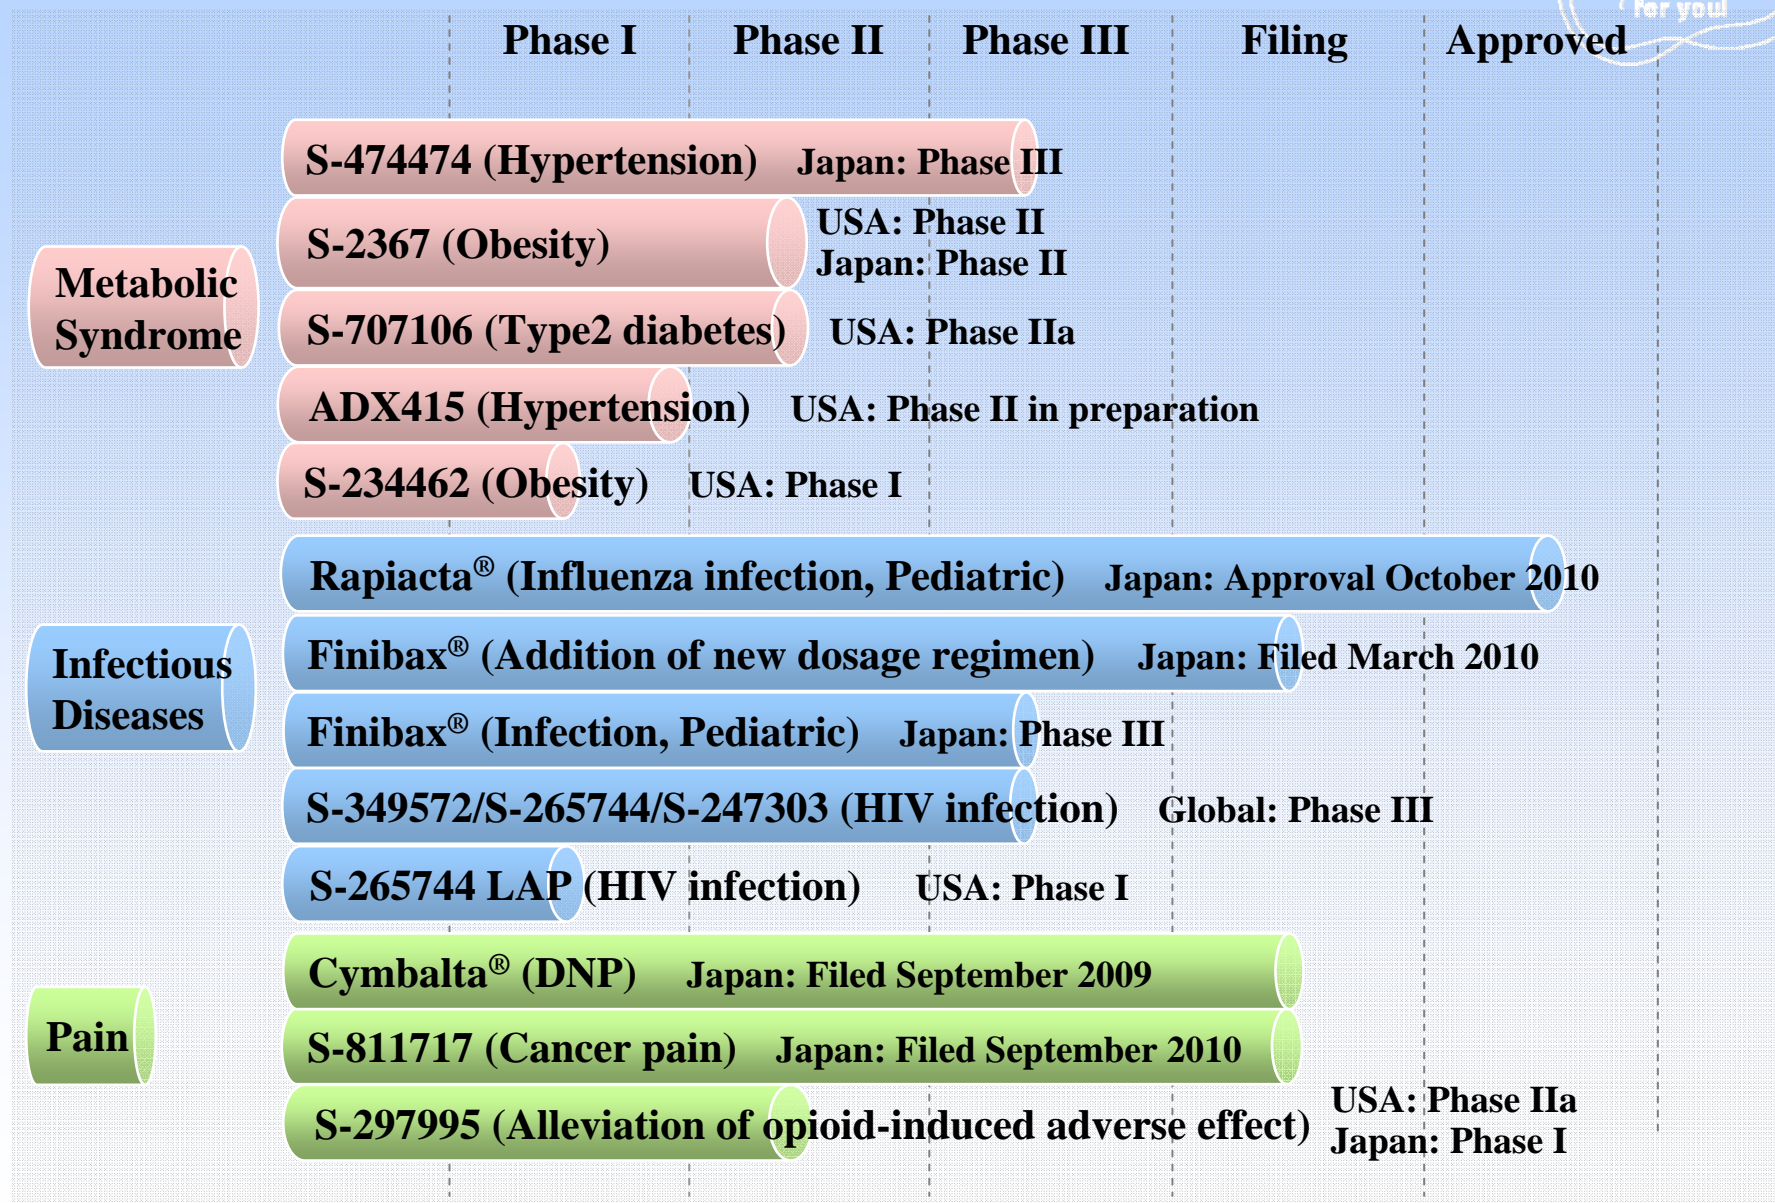 for you!
Phase I Phase II Phase III Filing Approved
S-474474 (Hypertension) Japan: Phase III
S-2367 (Obesity) USA: Phase II
Japan: Phase II
Metabolic
Syndrome
S-707106 (Type2 diabetes) USA: Phase IIa
ADX415 (Hypertension) USA: Phase II in preparation
S-234462 (Obesity) USA: Phase I
Rapiacta® (Influenza infection, Pediatric) Japan: Approval October 2010
Infectious
Diseases
Finibax® (Addition of new dosage regimen) Japan: Filed March 2010
Finibax® (Infection, Pediatric) Japan: Phase III
S-349572/S-265744/S-247303 (HIV infection) Global: Phase III
S-265744 LAP (HIV infection) USA: Phase I
Cymbalta® (DNP) Japan: Filed September 2009
Pain
S-811717 (Cancer pain) Japan: Filed September 2010
S-297995 (Alleviation of opioid-induced adverse effect) USA: Phase IIa
Japan: Phase I